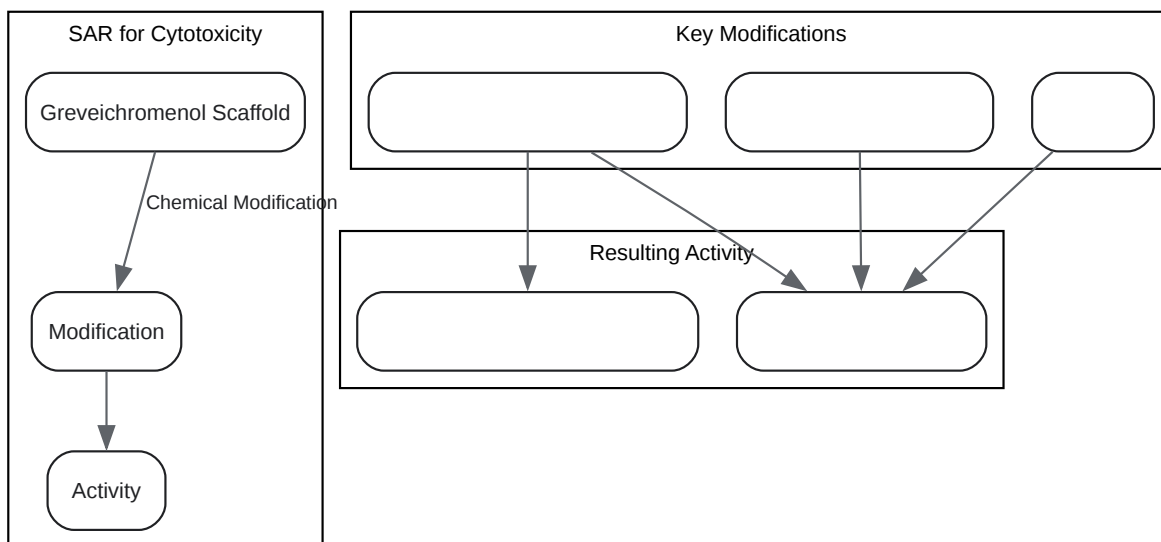 SAR for Cytotoxicity
Greveichromenol Scaffold
Chemical Modification
Modification
Activity
Key Modifications
Resulting Activity